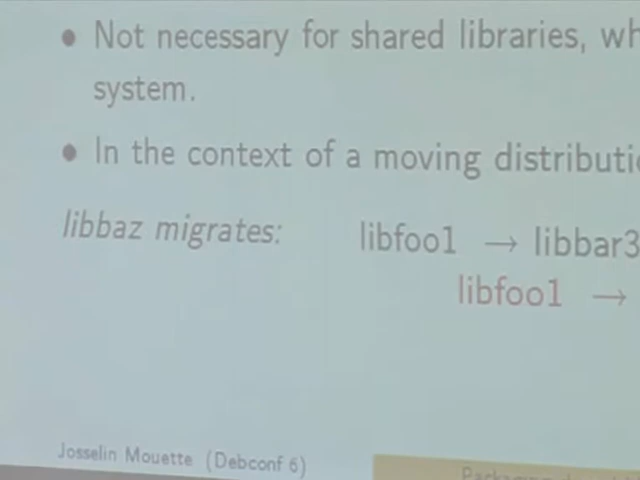 • Not necessary for shared libraries, wh
system.
• In the context of a moving distributi
libbaz migrates: libfoo1 → libbar3
libfoo1 →
Josselin Mouette (Debconf 6)